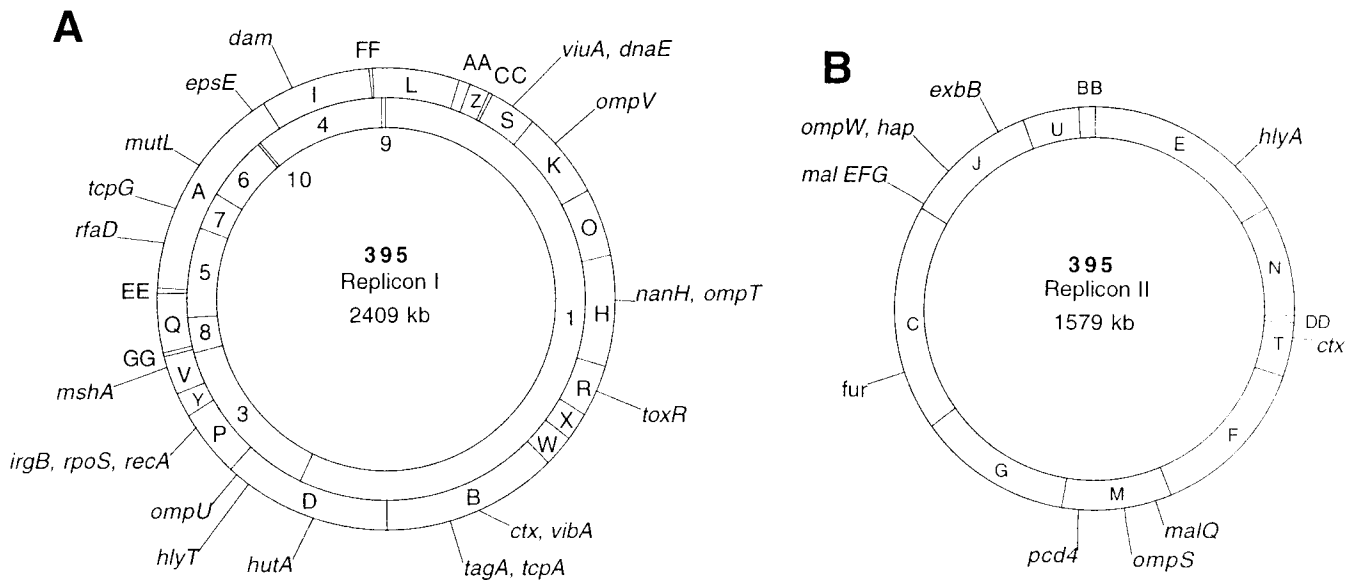 A
dam
FF
L
AA
CC
viuA, dnaE
epsE
I
Z
S
ompV
4
9
K
mutL
10
6
A
tcpG
7
O
rfaD
395
Replicon I
2409 kb
5
EE
nanH, ompT
1
H
Q
8
GG
V
mshA
R
toxR
Y
3
X
P
W
irgB, rpoS, recA
D
B
ompU
ctx, vibA
hlyT
hutA
tagA, tcpA
B
exbB
BB
ompW, hap
U
E
hlyA
J
mal EFG
395
Replicon II
1579 kb
N
C
DD
T
ctx
fur
F
G
M
malQ
pcd4
ompS